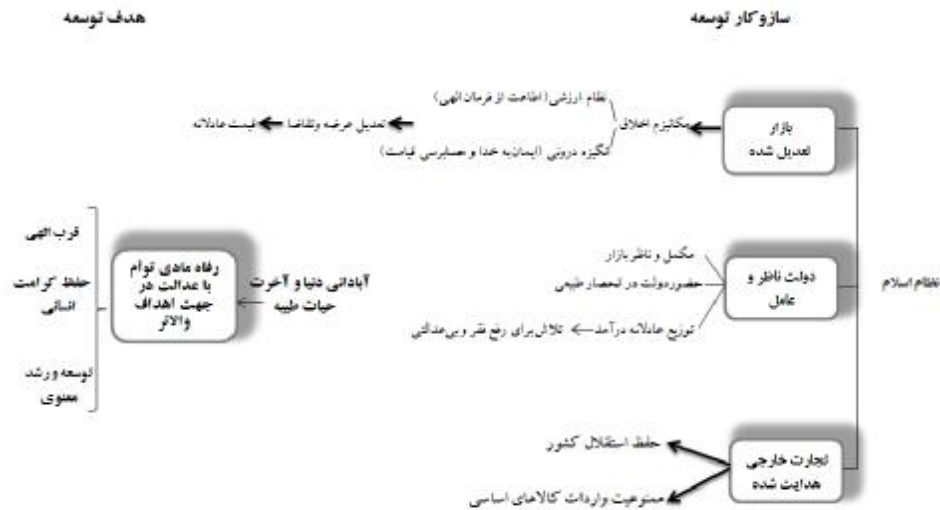 سازوکار توسعه
هدف توسعه
نظام اسلام
بازار
تعدیل شده
مکانیزم اخلاق
نظام ارزشی (اطاعت از فرمان الهی)
انگیزه درونی (ایمان به خدا و حسابرسی قیامت)
تعدیل عرضه وتقاضا
قیمت عادلانه
دولت ناظر و
عامل
مکمل و ناظر بازار
حضور دولت در انحصار طبیعی
توزیع عادلانه درآمد
تلاش برای رفع فقر و بی‌عدالتی
تجارت خارجی
هدایت شده
حفظ استقلال کشور
ممنوعیت واردات کالاهای اساسی
آبادانی دنیا و آخرت
حیات طیبه
رفاه مادی توأم
با عدالت در
جهت اهداف
والاتر
قرب الهی
حفظ کرامت
انسانی
توسعه و رشد
معنوی